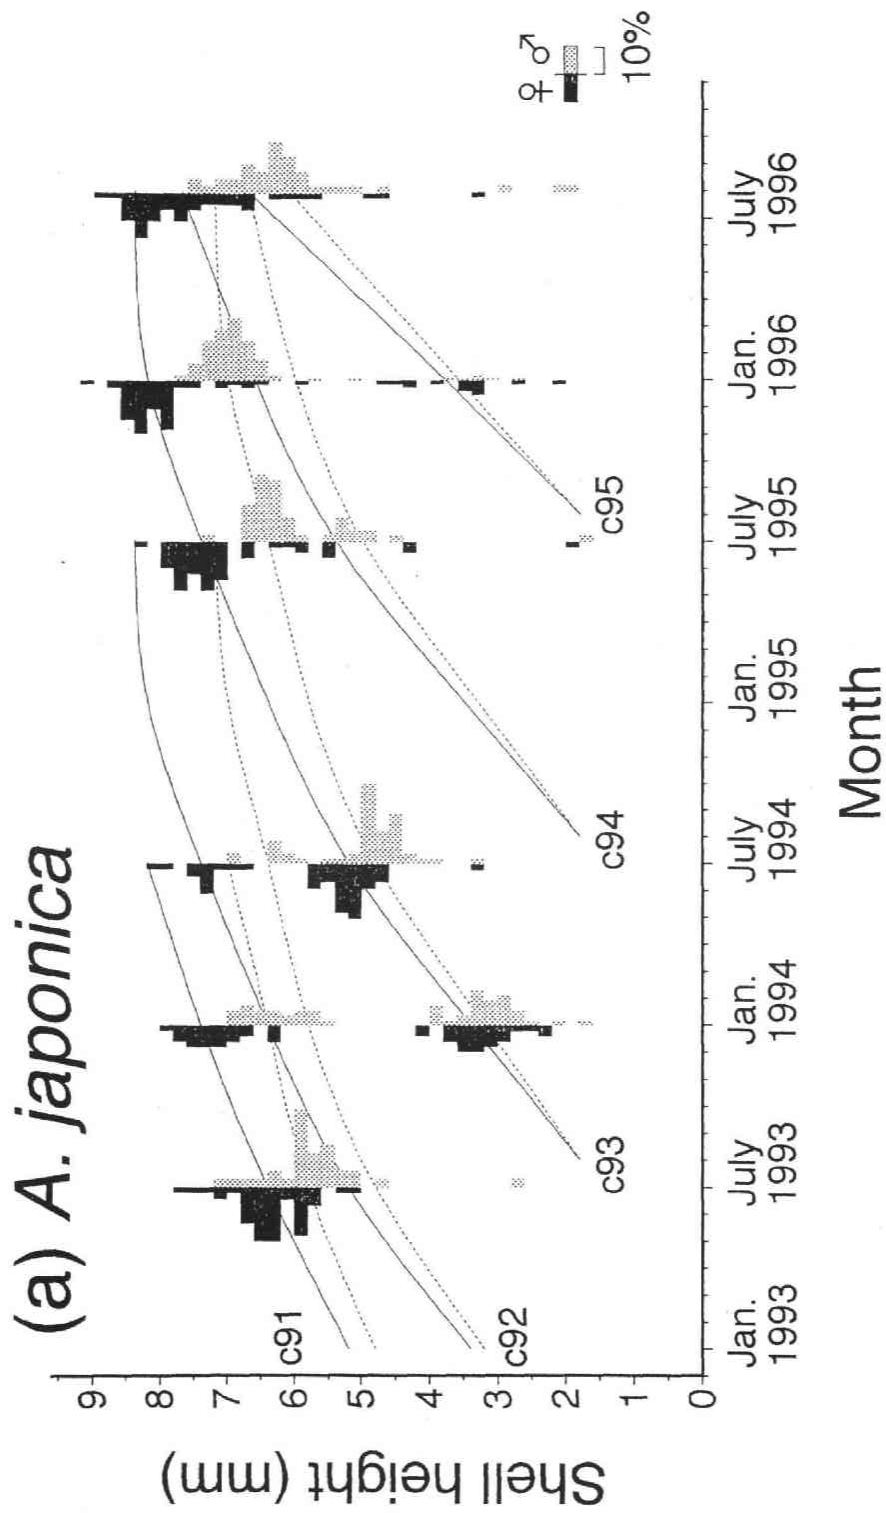 (a) A. japonica
Shell height (mm)
9
8
7
6
5
4
3
2
1
0
c91
c92
c93
c94
c95
♀ ♂
10%
Jan. July Jan. July Jan. July Jan. July
1993 1993 1994 1994 1995 1995 1996 1996
Month